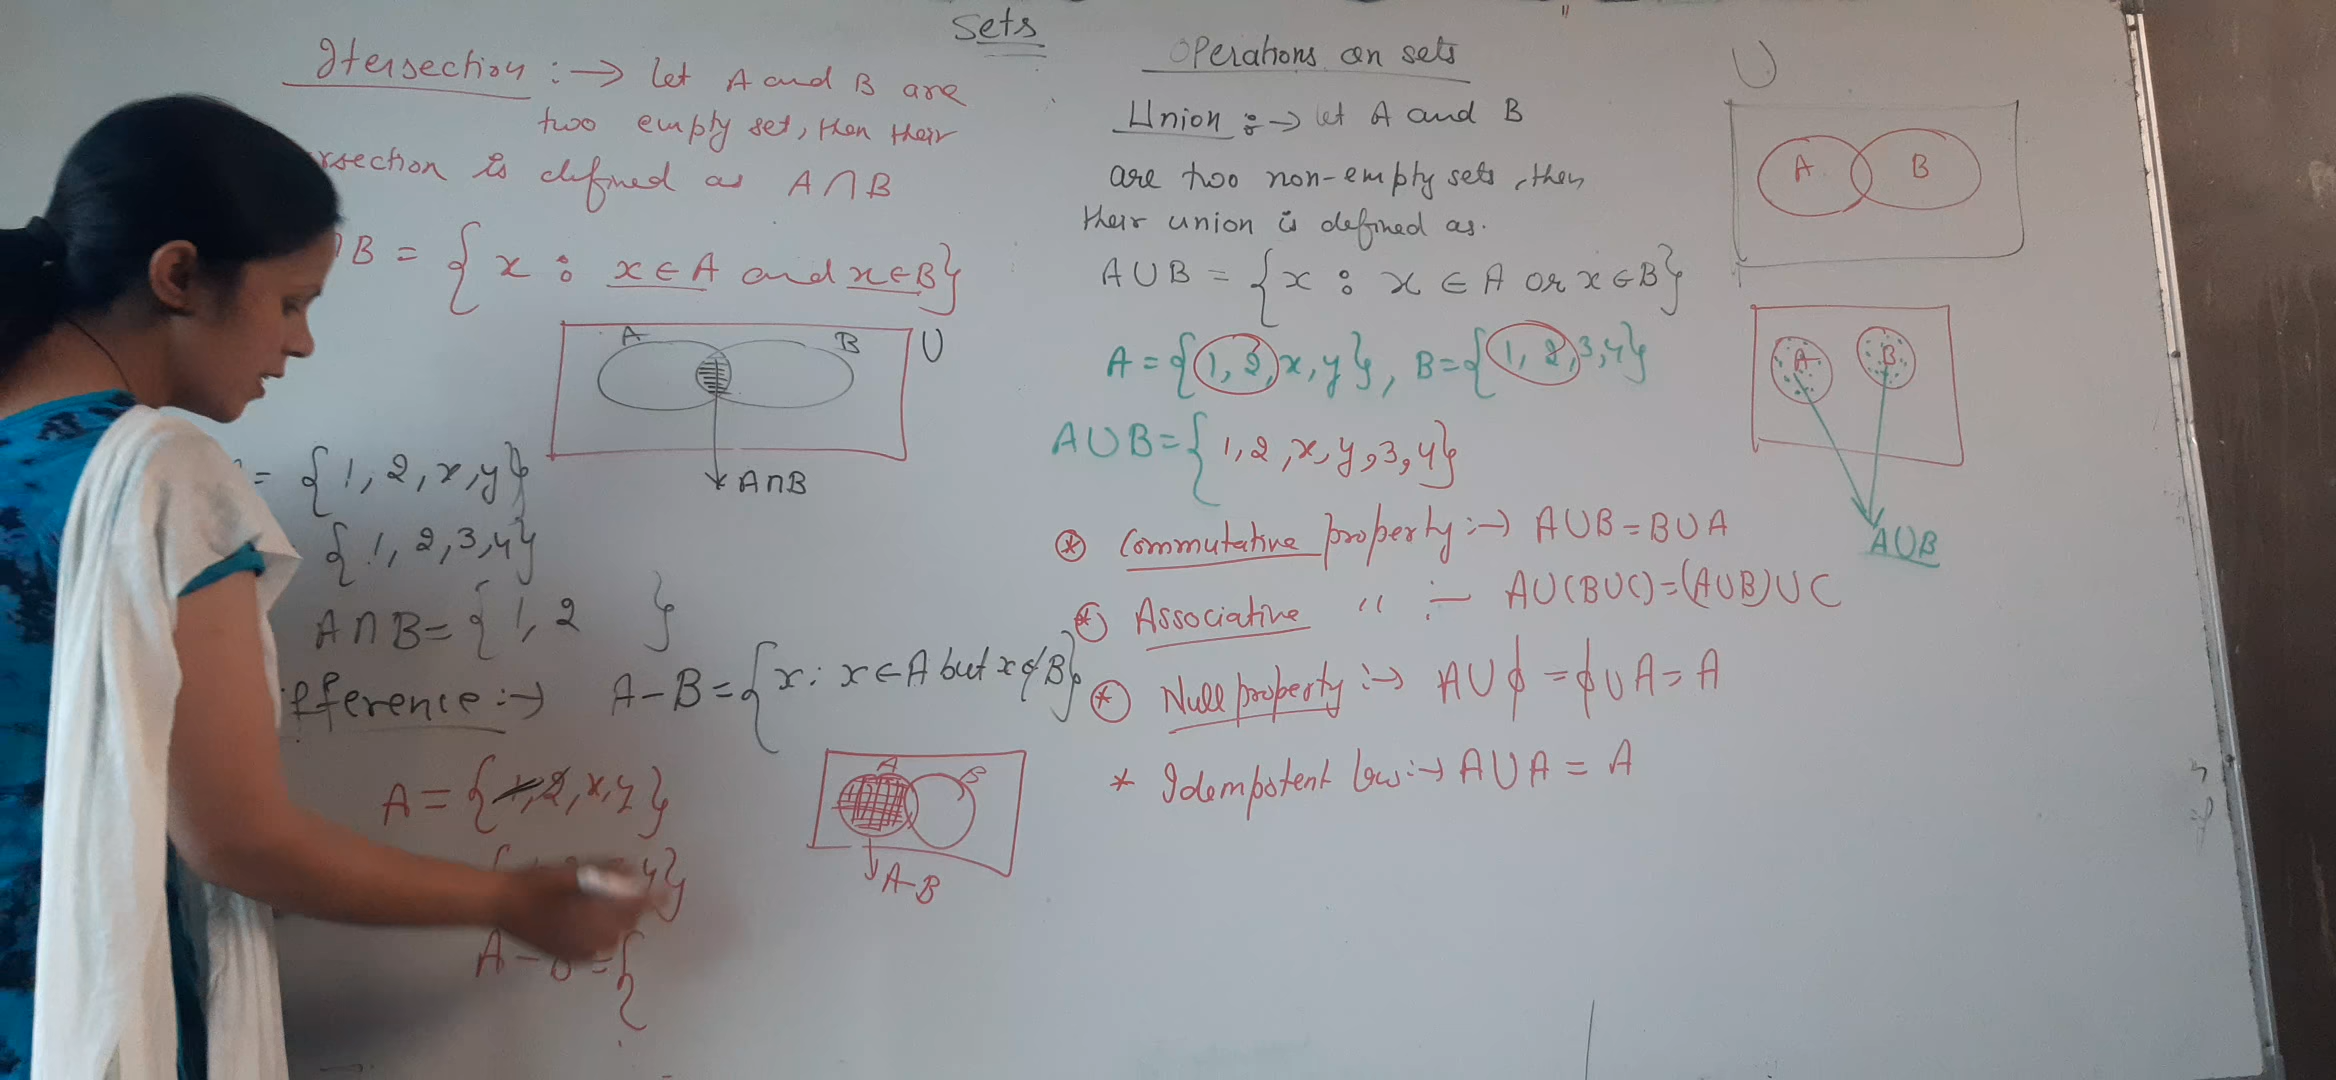 Sets
Itersection :→ let A and B are
two empty set, then their
rsection is defined as A∩B
∩B = {x : x∈A and x∈B}
A B U
A∩B
= {1, 2, x, y}
{1, 2, 3, 4}
A∩B = {1, 2 }
fference :→ A-B = {x : x∈A but x∉B}
A = {1, 2, x, y}
A B
A-B
4}
A-B = {
Operations on sets
Union :→ let A and B
are two non-empty sets, then
their union is defined as.
A∪B = {x : x∈A or x∈B}
A = {1, 2, x, y}, B = {1, 2, 3, 4}
A∪B = {1, 2, x, y, 3, 4}
⊛ Commutative property :→ A∪B = B∪A
⊛ Associative " :- A∪(B∪C) = (A∪B)∪C
⊛ Null property :→ A∪ϕ = ϕ∪A = A
* Idempotent law :→ A∪A = A
U
A B
A B
A∪B